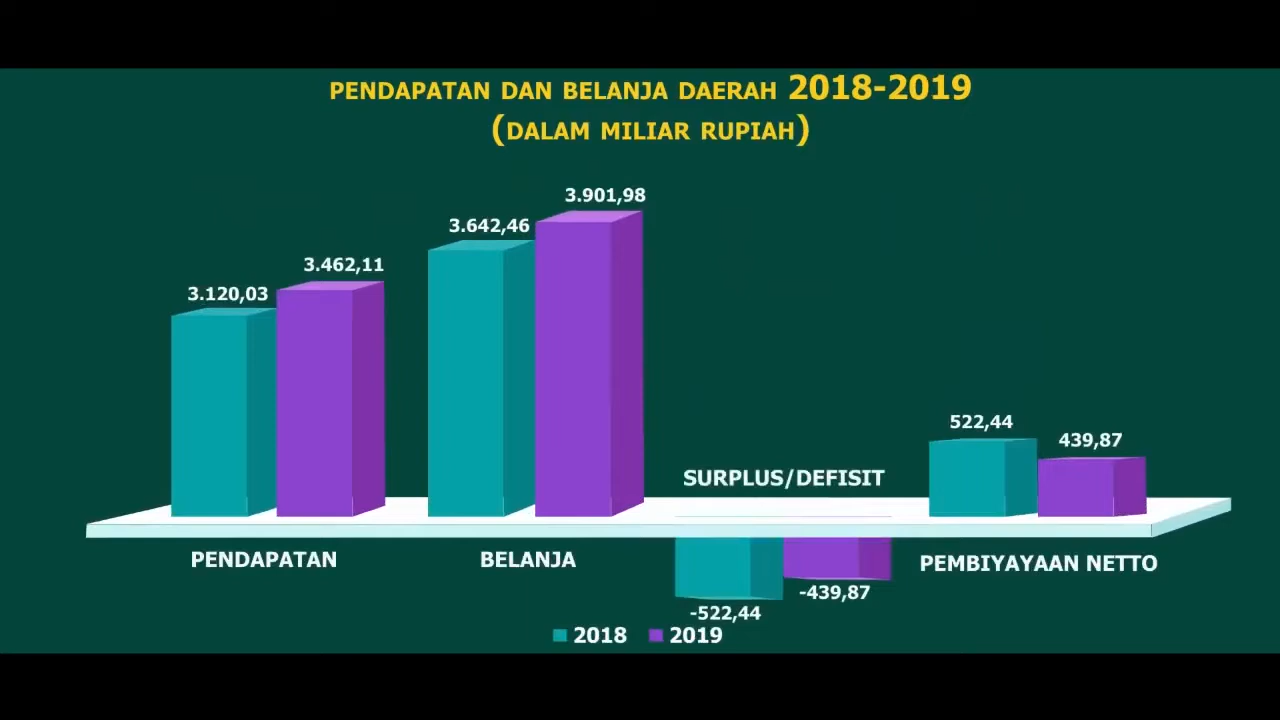 PENDAPATAN DAN BELANJA DAERAH 2018-2019
(DALAM MILIAR RUPIAH)
3.901,98
3.642,46
3.462,11
3.120,03
522,44
439,87
SURPLUS/DEFISIT
PENDAPATAN
BELANJA
PEMBIYAYAAN NETTO
-439,87
-522,44
2018
2019